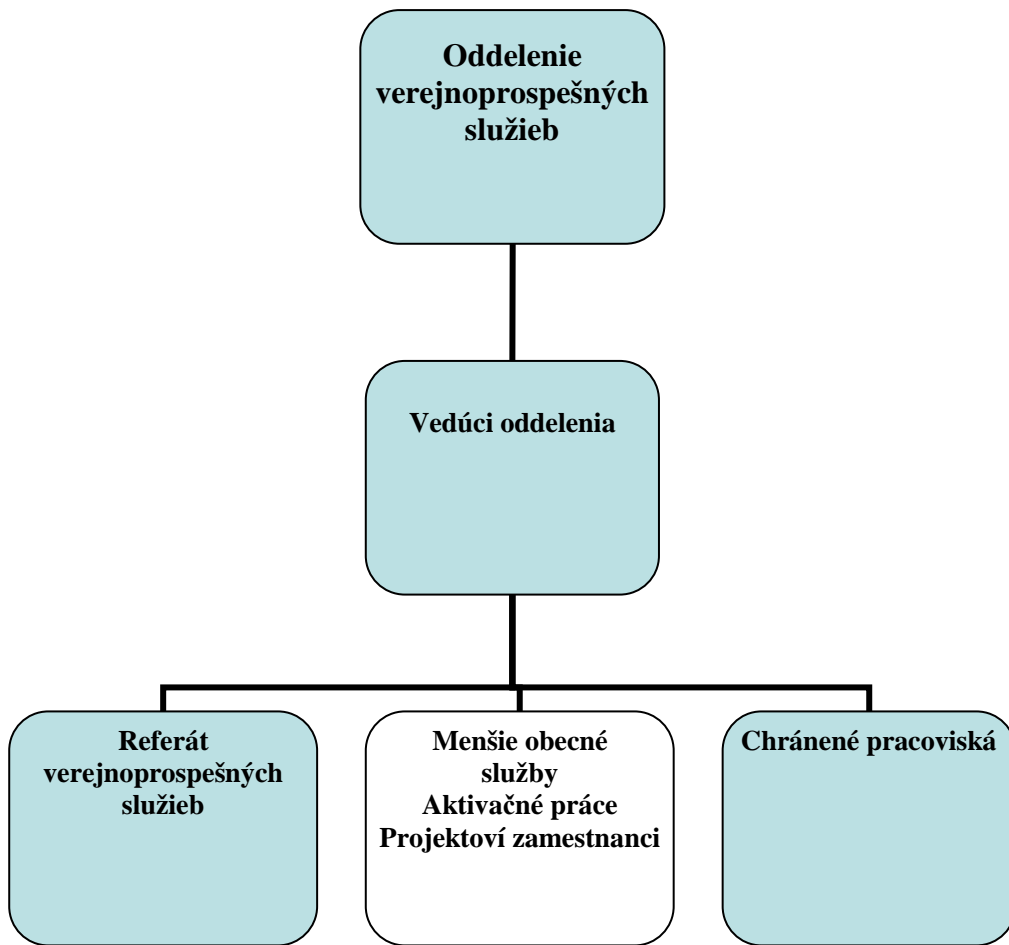 Oddelenie
verejnoprospešných
služieb
Vedúci oddelenia
Referát
verejnoprospešných
služieb
Menšie obecné
služby
Aktivačné práce
Projektoví zamestnanci
Chránené pracoviská